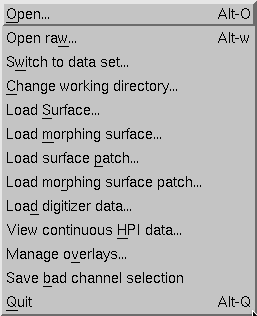 Open... Alt-O
Open raw... Alt-w
Switch to data set...
Change working directory...
Load Surface...
Load morphing surface...
Load surface patch...
Load morphing surface patch...
Load digitizer data...
View continuous HPI data...
Manage overlays...
Save bad channel selection
Quit Alt-Q